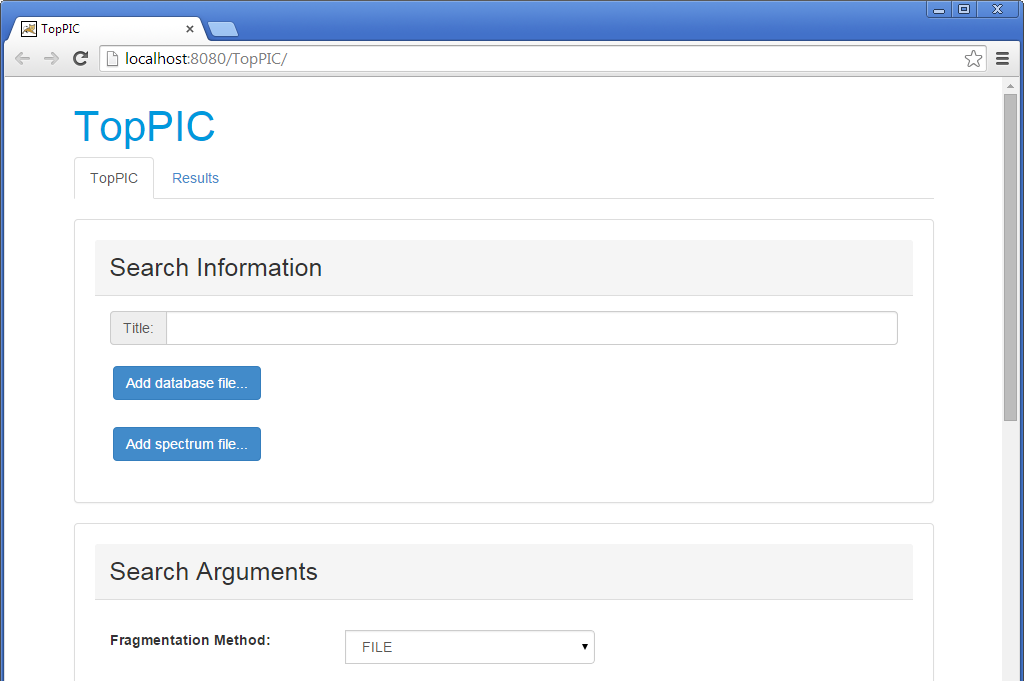 TopPIC
localhost:8080/TopPIC/
TopPIC
TopPIC Results
Search Information
Title:
Add database file...
Add spectrum file...
Search Arguments
Fragmentation Method: FILE